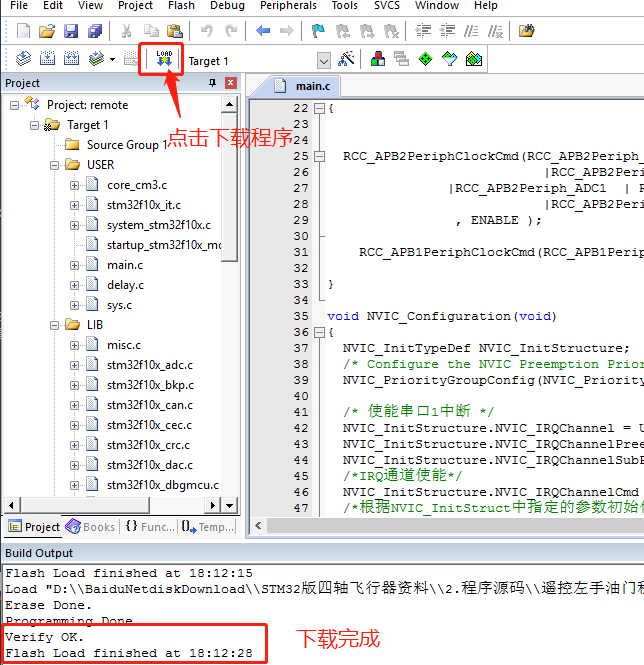 File Edit View Project Flash Debug Peripherals Tools SVCS Window Help
LOAD
Target 1
Project
main.c
点击下载程序
Project: remote
Target 1
Source Group 1
USER
core_cm3.c
stm32f10x_it.c
system_stm32f10x.c
startup_stm32f10x_mc
main.c
delay.c
sys.c
LIB
misc.c
stm32f10x_adc.c
stm32f10x_bkp.c
stm32f10x_can.c
stm32f10x_cec.c
stm32f10x_crc.c
stm32f10x_dac.c
stm32f10x_dbgmcu.c
Project Books {} Func... Temp...
22 {
23
24
25 RCC_APB2PeriphClockCmd(RCC_APB2Periph_
26 |RCC_APB2Peri
27 |RCC_APB2Periph_ADC1 | R
28 |RCC_APB2Peri
29 , ENABLE );
30
31 RCC_APB1PeriphClockCmd(RCC_APB1Perip
32
33 }
34
35 void NVIC_Configuration(void)
36 {
37 NVIC_InitTypeDef NVIC_InitStructure;
38 /* Configure the NVIC Preemption Prior
39 NVIC_PriorityGroupConfig(NVIC_Priority
40
41 /* 使能串口1中断 */
42 NVIC_InitStructure.NVIC_IRQChannel = U
43 NVIC_InitStructure.NVIC_IRQChannelPree
44 NVIC_InitStructure.NVIC_IRQChannelSubP
45 /*IRQ通道使能*/
46 NVIC_InitStructure.NVIC_IRQChannelCmd
47 /*根据NVIC_InitStruct中指定的参数初始化
Build Output
Flash Load finished at 18:12:15
Load "D:\\BaiduNetdiskDownload\\STM32版四轴飞行器资料\\2.程序源码\\遥控左手油门程
Erase Done.
Programming Done
Verify OK.
Flash Load finished at 18:12:28
下载完成